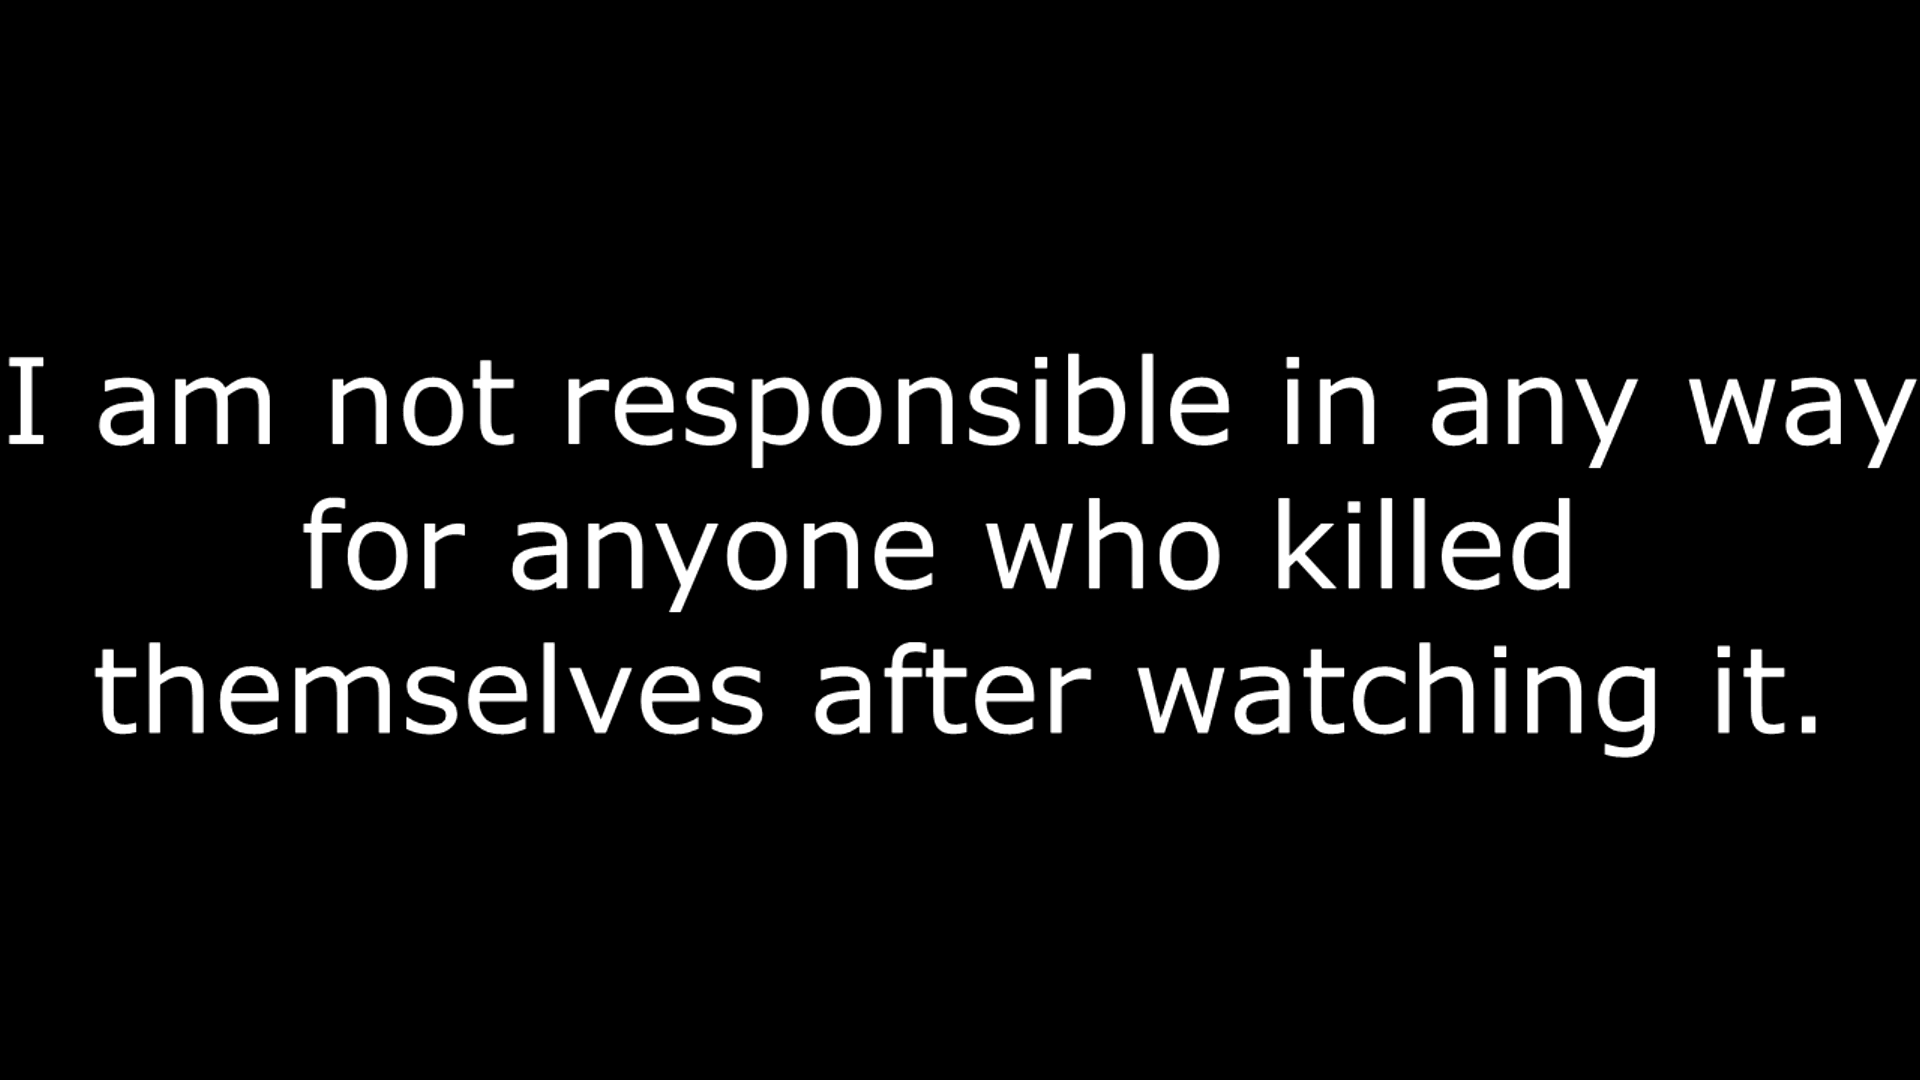 I am not responsible in any way
for anyone who killed
themselves after watching it.